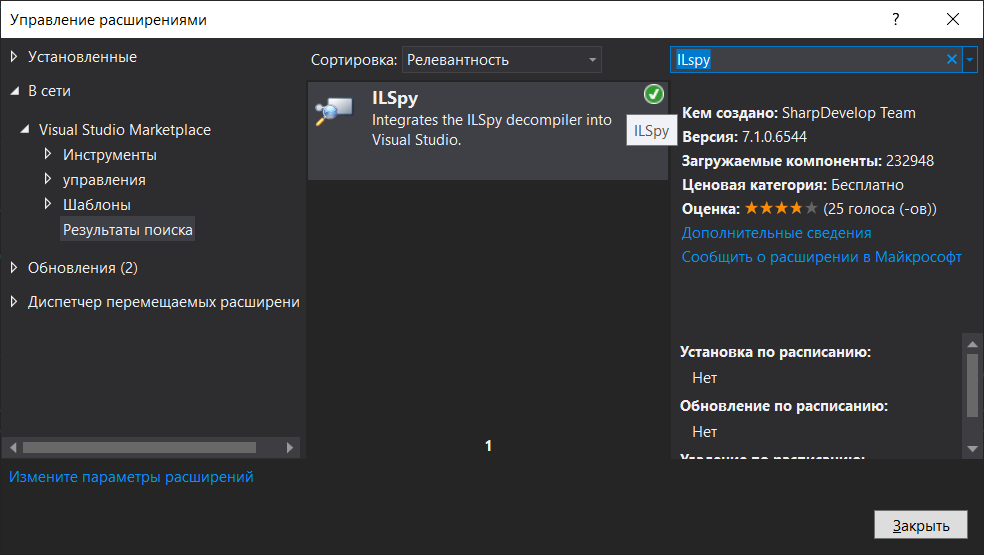 Управление расширениями
?
Установленные
В сети
Visual Studio Marketplace
Инструменты
управления
Шаблоны
Результаты поиска
Обновления (2)
Диспетчер перемещаемых расширени
Измените параметры расширений
Сортировка: Релевантность
ILSpy
Integrates the ILSpy decompiler into
Visual Studio.
ILSpy
1
ILspy
Кем создано: SharpDevelop Team
Версия: 7.1.0.6544
Загружаемые компоненты: 232948
Ценовая категория: Бесплатно
Оценка: (25 голоса (-ов))
Дополнительные сведения
Сообщить о расширении в Майкрософт
Установка по расписанию:
Нет
Обновление по расписанию:
Нет
Удаление по расписанию:
Закрыть